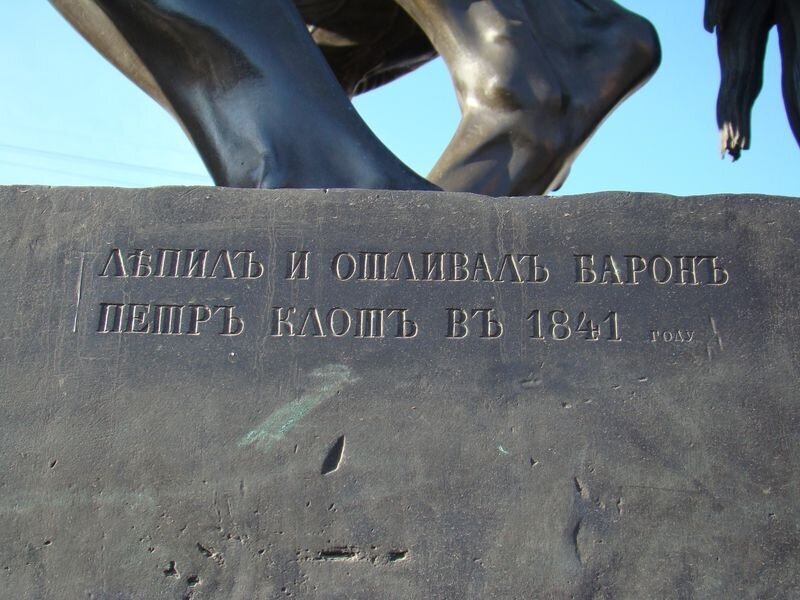 ЛѢПИЛЪ И ОТЛИВАЛЪ БАРОНЪ
ПЕТРЪ КЛОТЪ ВЪ 1841 ГОДУ